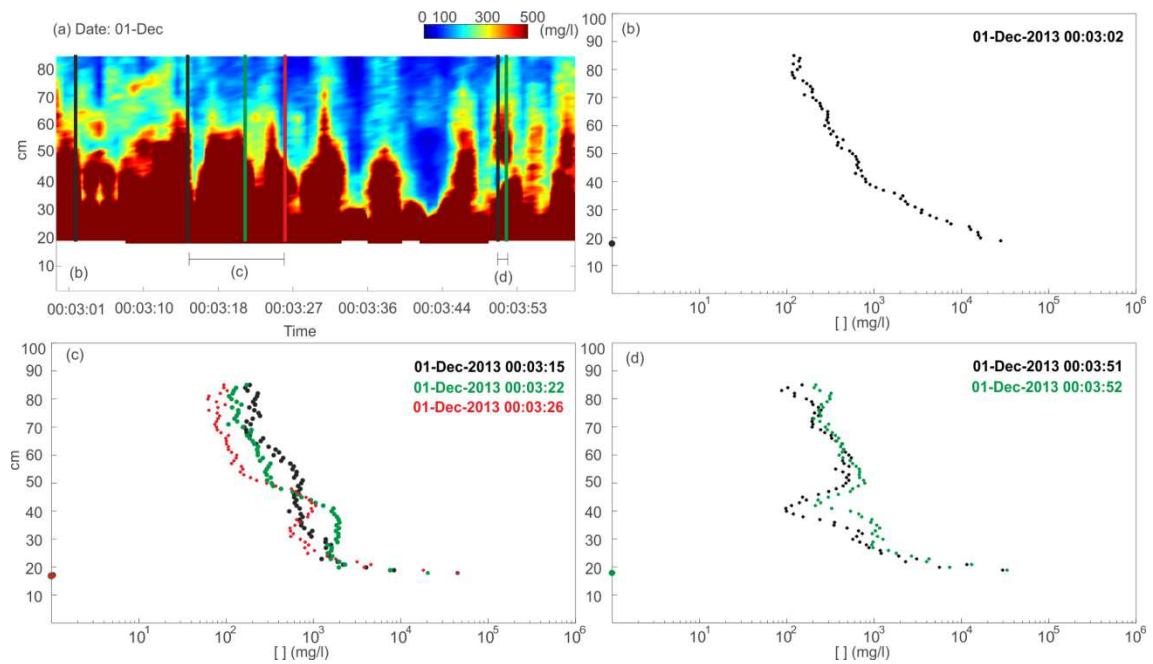 (a) Date: 01-Dec
0 100 300 500
(mg/l)
80
70
60
50
40
30
20
10
cm
(b) (c) (d)
00:03:01 00:03:10 00:03:18 00:03:27 00:03:36 00:03:44 00:03:53
Time
(b)
01-Dec-2013 00:03:02
100
90
80
70
60
50
40
30
20
10
10¹ 10² 10³ 10⁴ 10⁵ 10⁶
[ ] (mg/l)
(c)
01-Dec-2013 00:03:15
01-Dec-2013 00:03:22
01-Dec-2013 00:03:26
100
90
80
70
60
50
40
30
20
10
0
cm
10¹ 10² 10³ 10⁴ 10⁵ 10⁶
[ ] (mg/l)
(d)
01-Dec-2013 00:03:51
01-Dec-2013 00:03:52
100
90
80
70
60
50
40
30
20
10
0
10¹ 10² 10³ 10⁴ 10⁵ 10⁶
[ ] (mg/l)